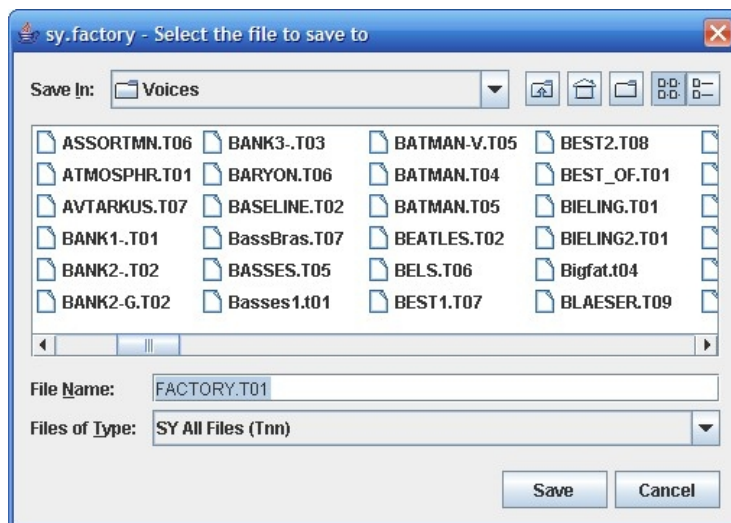 sy.factory - Select the file to save to
Save In: Voices
ASSORTMN.T06 BANK3-.T03 BATMAN-V.T05 BEST2.T08
ATMOSPHR.T01 BARYON.T06 BATMAN.T04 BEST_OF.T01
AVTARKUS.T07 BASELINE.T02 BATMAN.T05 BIELING.T01
BANK1-.T01 BassBras.T07 BEATLES.T02 BIELING2.T01
BANK2-.T02 BASSES.T05 BELS.T06 Bigfat.t04
BANK2-G.T02 Basses1.t01 BEST1.T07 BLAESER.T09
File Name: FACTORY.T01
Files of Type: SY All Files (Tnn)
Save Cancel